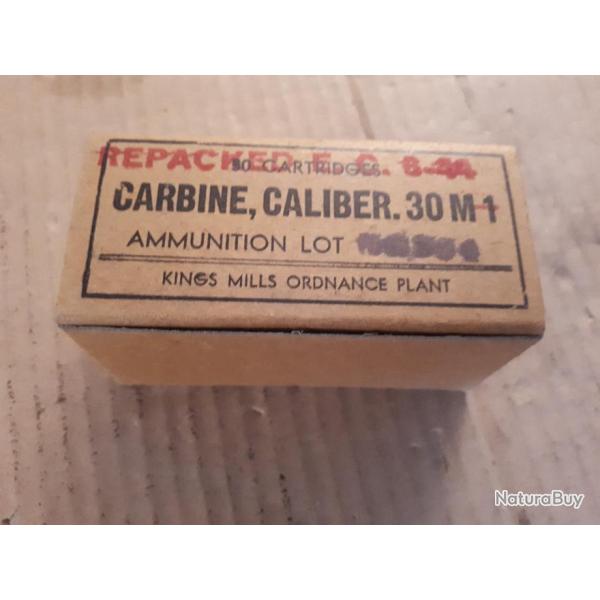 REPACKED E.C. 8-44
50 CARTRIDGES
CARBINE, CALIBER. 30 M1
AMMUNITION LOT
KINGS MILLS ORDNANCE PLANT
NaturaBuy